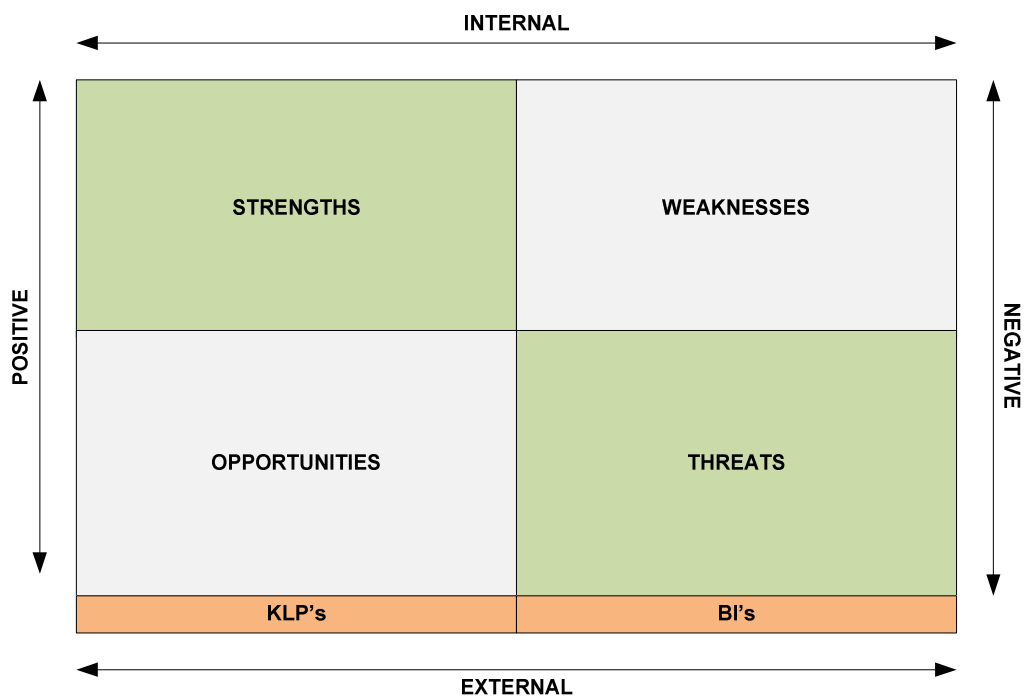 INTERNAL
STRENGTHS
WEAKNESSES
POSITIVE
NEGATIVE
OPPORTUNITIES
THREATS
KLP's
BI's
EXTERNAL